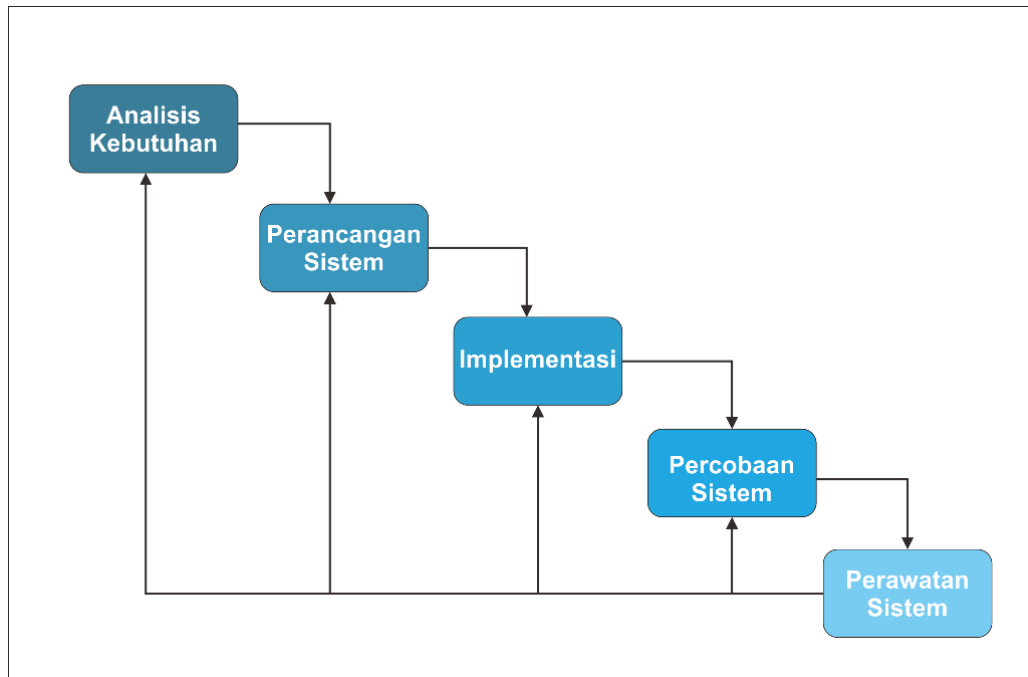 Analisis
Kebutuhan
Perancangan
Sistem
Implementasi
Percobaan
Sistem
Perawatan
Sistem